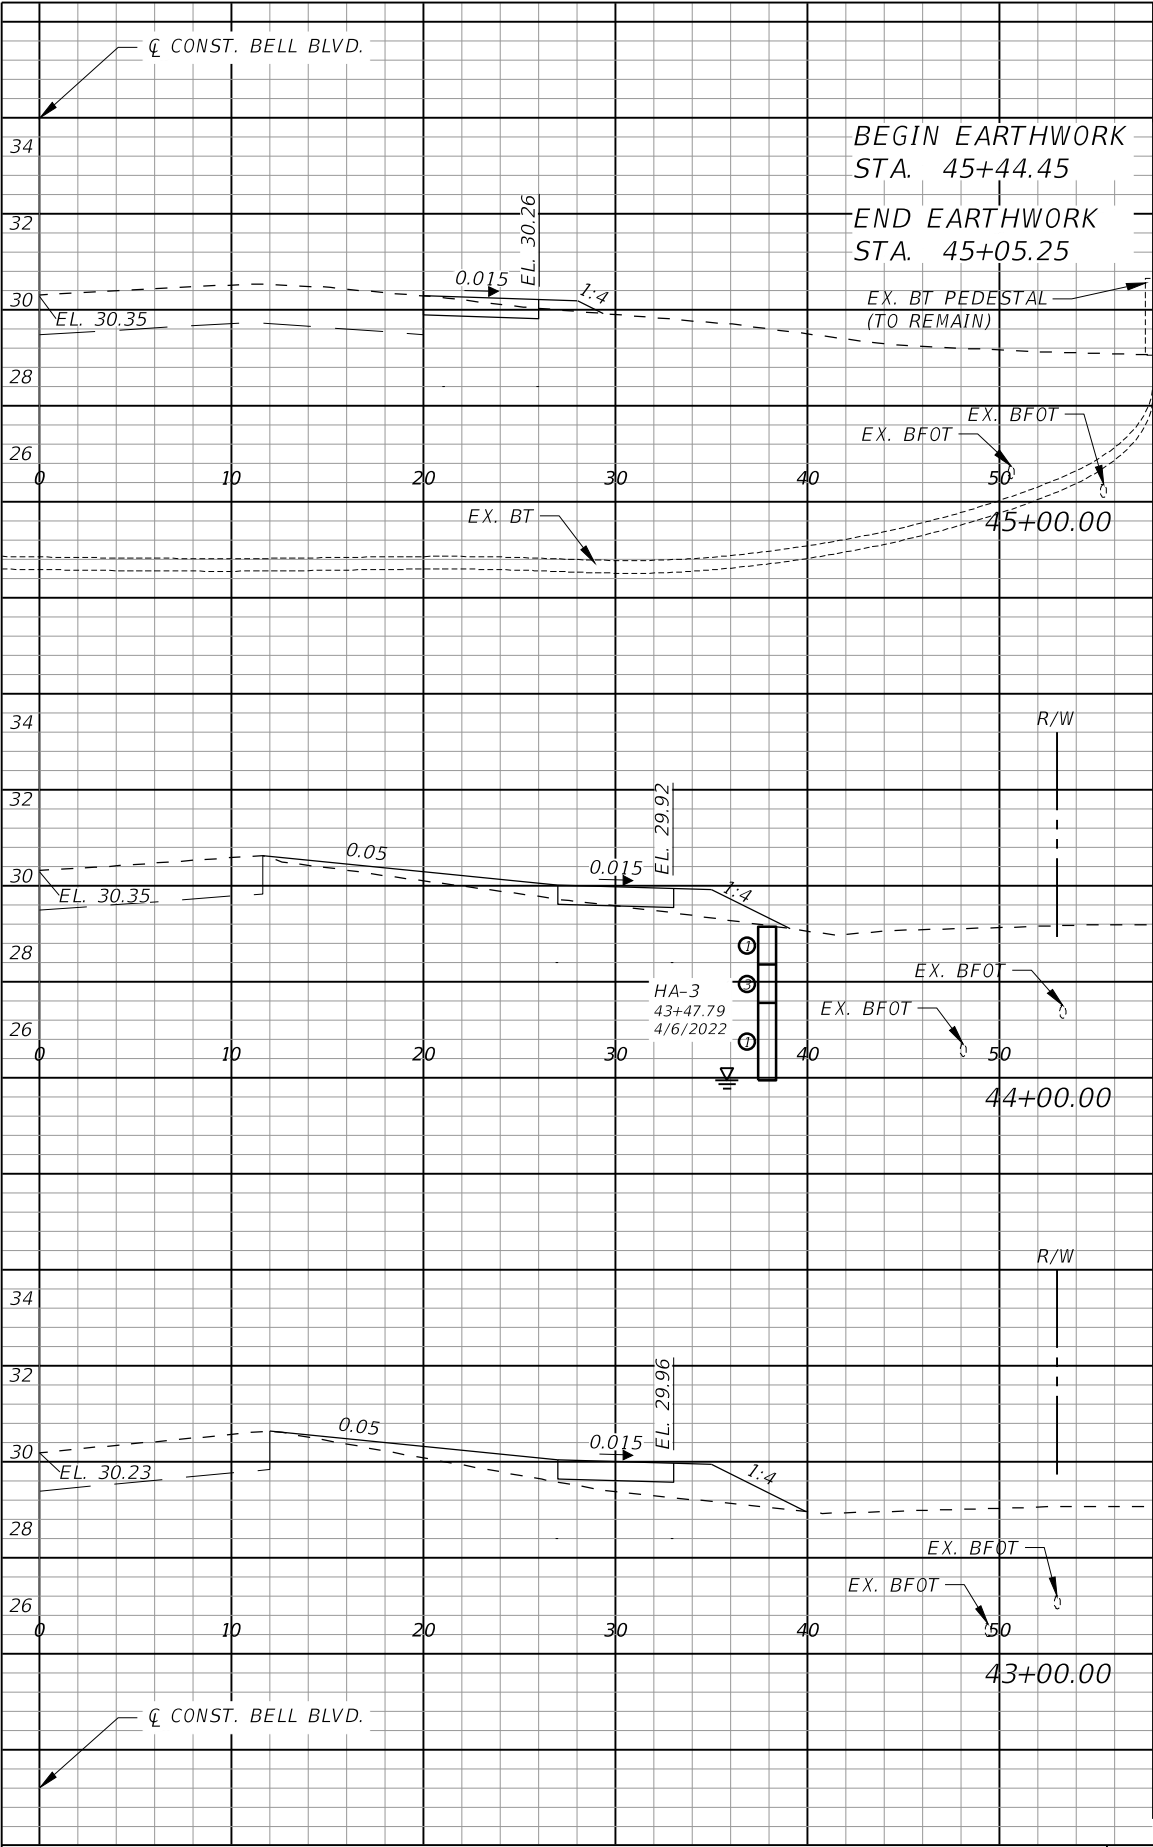 ℄ CONST. BELL BLVD.
34
BEGIN EARTHWORK
STA. 45+44.45
32
END EARTHWORK
STA. 45+05.25
EL. 30.26
0.015
1:4
30
EL. 30.35
EX. BT PEDESTAL
(TO REMAIN)
28
EX. BFOT
EX. BFOT
26
0 10 20 30 40 50
EX. BT
45+00.00
34
R/W
32
EL. 29.92
0.05
0.015
1:4
30
EL. 30.35
28
1
EX. BFOT
3
HA-3
43+47.79
4/6/2022
EX. BFOT
26
1
0 10 20 30 40 50
44+00.00
R/W
34
32
EL. 29.96
0.05
0.015
1:4
30
EL. 30.23
28
EX. BFOT
EX. BFOT
26
0 10 20 30 40 50
43+00.00
℄ CONST. BELL BLVD.